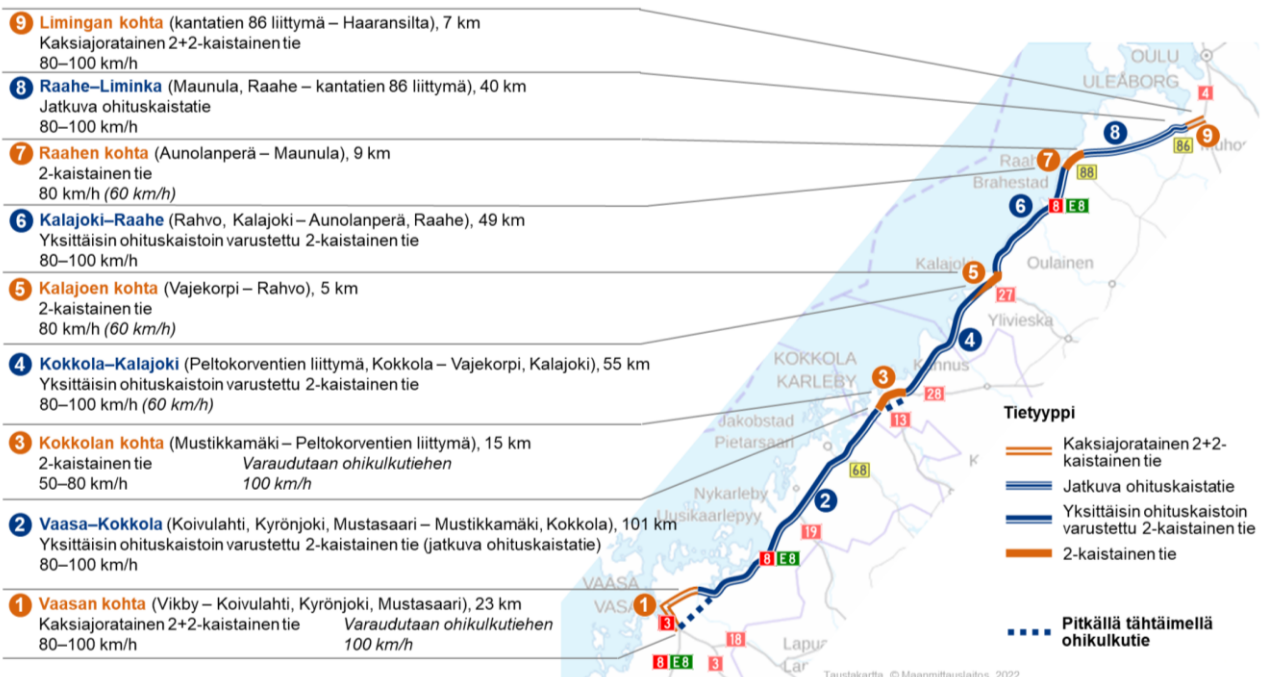 9 Limingan kohta (kantatien 86 liittymä – Haaransilta), 7 km
Kaksiajoratainen 2+2-kaistainen tie
80–100 km/h
8 Raahe–Liminka (Maunula, Raahe – kantatien 86 liittymä), 40 km
Jatkuva ohituskaistatie
80–100 km/h
7 Raahen kohta (Aunolanperä – Maunula), 9 km
2-kaistainen tie
80 km/h (60 km/h)
6 Kalajoki–Raahe (Rahvo, Kalajoki – Aunolanperä, Raahe), 49 km
Yksittäisin ohituskaistoin varustettu 2-kaistainen tie
80–100 km/h
5 Kalajoen kohta (Vajekorpi – Rahvo), 5 km
2-kaistainen tie
80 km/h (60 km/h)
4 Kokkola–Kalajoki (Peltokorventien liittymä, Kokkola – Vajekorpi, Kalajoki), 55 km
Yksittäisin ohituskaistoin varustettu 2-kaistainen tie
80–100 km/h (60 km/h)
3 Kokkolan kohta (Mustikkamäki – Peltokorventien liittymä), 15 km
2-kaistainen tie Varaudutaan ohikulkutiehen
50–80 km/h 100 km/h
2 Vaasa–Kokkola (Koivulahti, Kyrönjoki, Mustasaari – Mustikkamäki, Kokkola), 101 km
Yksittäisin ohituskaistoin varustettu 2-kaistainen tie (jatkuva ohituskaistatie)
80–100 km/h
1 Vaasan kohta (Vikby – Koivulahti, Kyrönjoki, Mustasaari), 23 km
Kaksiajoratainen 2+2-kaistainen tie Varaudutaan ohikulkutiehen
80–100 km/h 100 km/h
OULU
ULEÅBORG
4
8
9
86
7
88
Brahestad
6
8 E8
5
Oulainen
27
Ylivieska
4
KOKKOLA
KARLEBY
3
28
13
Jakobstad
Pietarsaari
68
Nykarleby
Uusikaarlepyy
2
19
8 E8
VAASA
1
3
18
8 E8
3
Tietyyppi
Kaksiajoratainen 2+2-
kaistainen tie
Jatkuva ohituskaistatie
Yksittäisin ohituskaistoin
varustettu 2-kaistainen tie
2-kaistainen tie
Pitkällä tähtäimellä
ohikulkutie
Taustakartta © Maanmittauslaitos, 2022